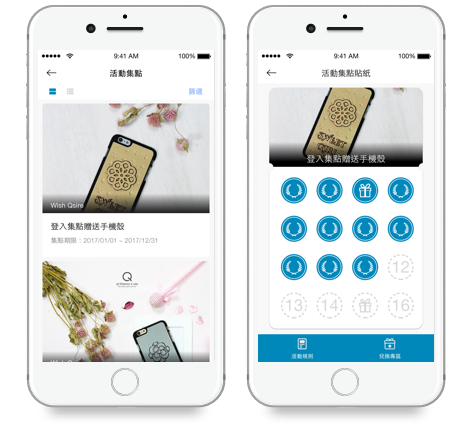 9:41 AM
100%
活動集點
篩選
Wish Qsire
登入集點贈送手機殼
集點期限：2017/01/01 ~ 2017/12/31
Q
9:41 AM
100%
活動集點貼紙
登入集點贈送手機殼
12
13
14
16
活動規則
兌換專區